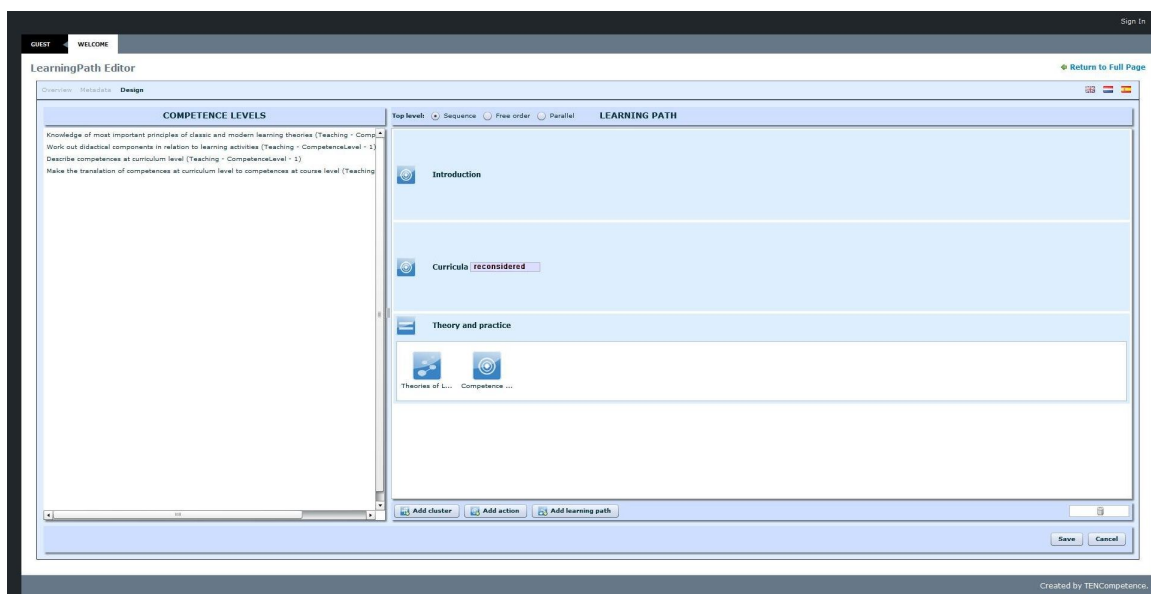 Sign In
GUEST WELCOME
LearningPath Editor
Return to Full Page
Overview Metadata Design
COMPETENCE LEVELS
Knowledge of most important principles of classic and modern learning theories (Teaching - Comp
Work out didactical components in relation to learning activities (Teaching - CompetenceLevel - 1)
Describe competences at curriculum level (Teaching - CompetenceLevel - 1)
Make the translation of competences at curriculum level to competences at course level (Teaching
Top level: Sequence Free order Parallel LEARNING PATH
Introduction
Curricula reconsidered
Theory and practice
Theories of L... Competence ...
Add cluster Add action Add learning path
Save Cancel
Created by TENCompetence.